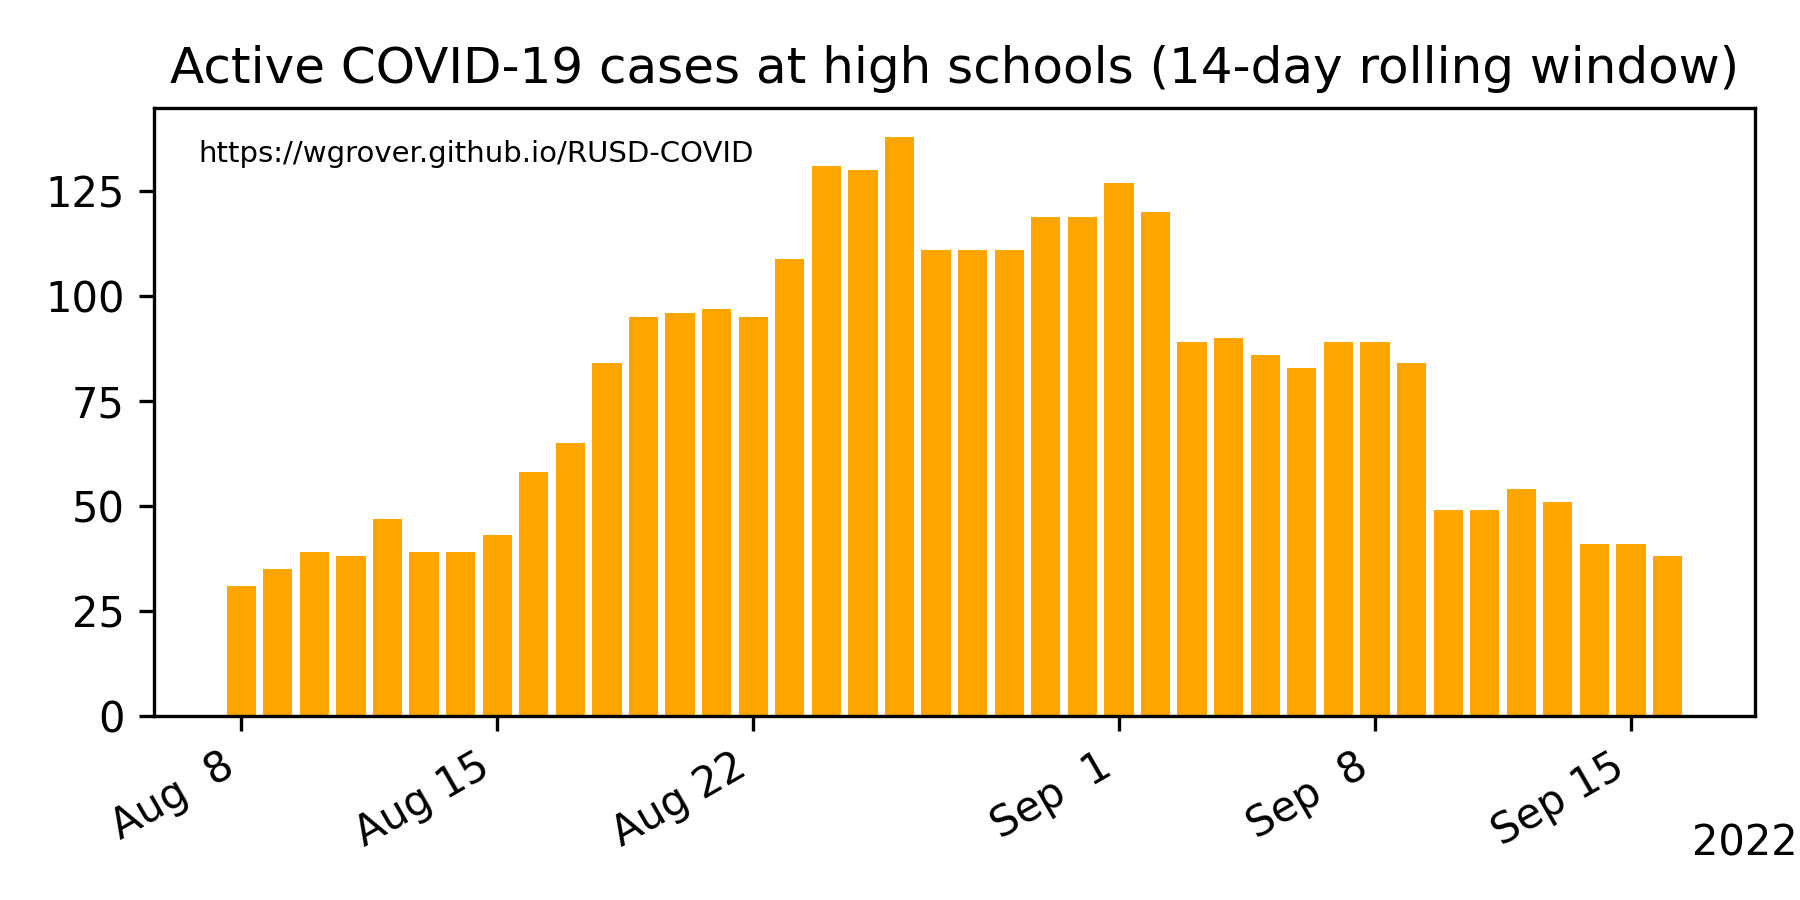 Active COVID-19 cases at high schools (14-day rolling window)
https://wgrover.github.io/RUSD-COVID
125
100
75
50
25
0
Aug 8
Aug 15
Aug 22
Sep 1
Sep 8
Sep 15
2022